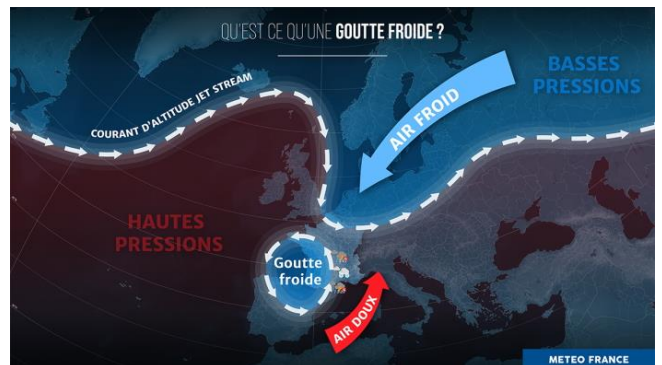 QU'EST CE QU'UNE GOUTTE FROIDE ?
BASSES
PRESSIONS
COURANT D'ALTITUDE JET STREAM
AIR FROID
HAUTES
PRESSIONS
Goutte
froide
AIR DOUX
METEO FRANCE